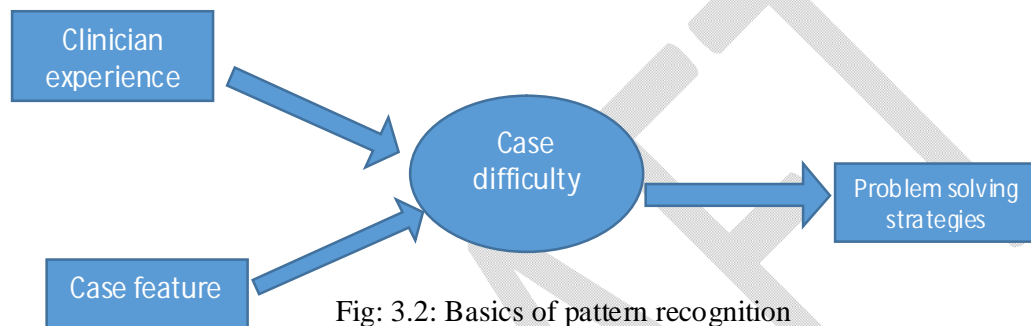 Clinician
experience
Case
difficulty
Problem solving
strategies
Case feature
Fig: 3.2: Basics of pattern recognition